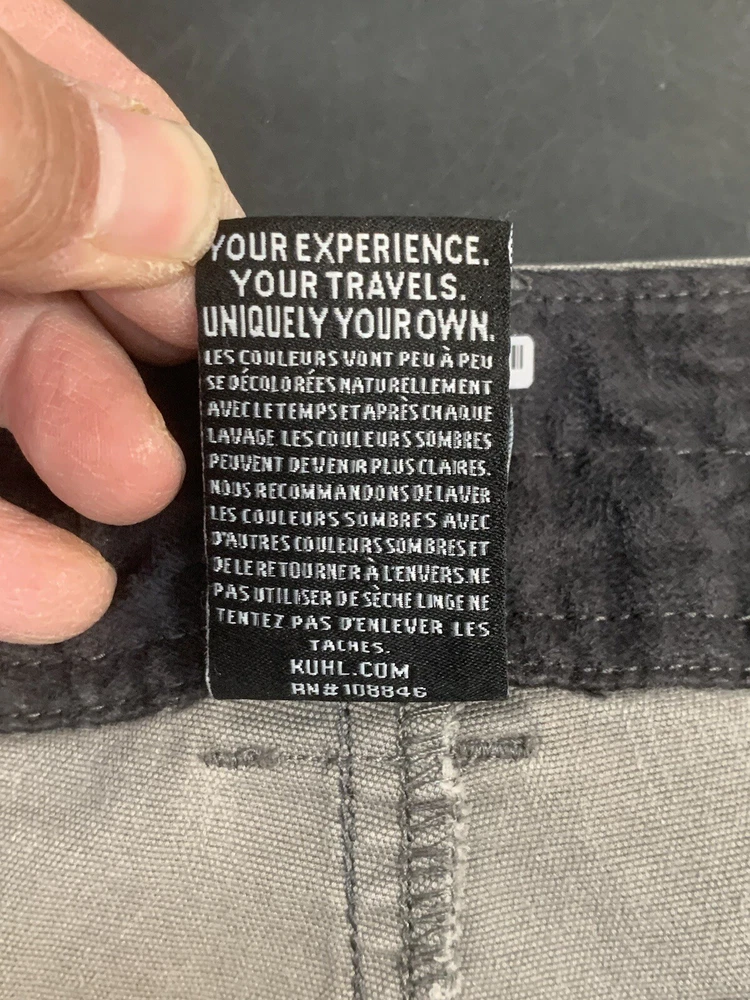 YOUR EXPERIENCE.
YOUR TRAVELS.
UNIQUELY YOUR OWN.
LES COULEURS VONT PEU À PEU
SE DÉCOLORÉES NATURELLEMENT
AVEC LE TEMPS ET APRÈS CHAQUE
LAVAGE LES COULEURS SOMBRES
PEUVENT DEVENIR PLUS CLAIRES.
NOUS RECOMMANDONS DE LAVER
LES COULEURS SOMBRES AVEC
D'AUTRES COULEURS SOMBRES ET
DE LE RETOURNER À L'ENVERS. NE
PAS UTILISER DE SÈCHE LINGE NE
TENTEZ PAS D'ENLEVER LES
TACHES.
KUHL.COM
RN#108846